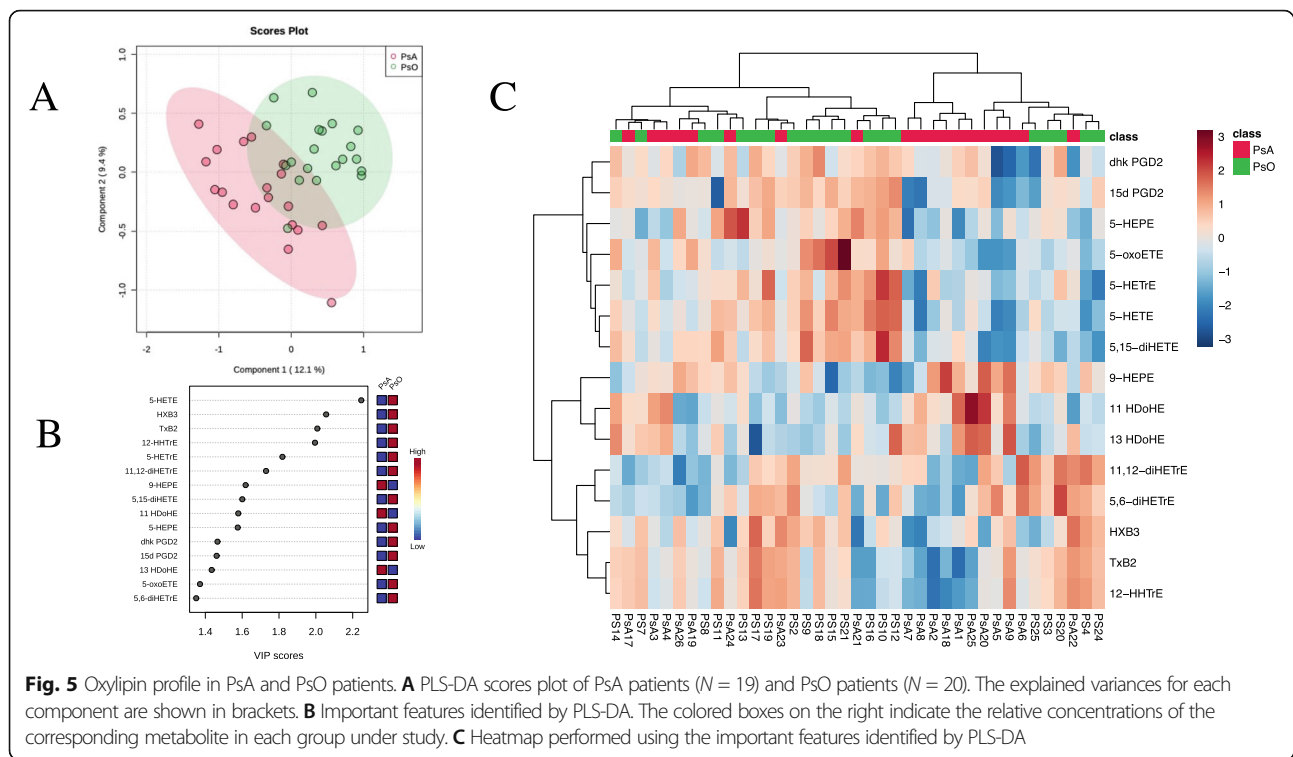 A
Scores Plot
PsA
PsO
1.0
0.5
0.0
-0.5
-1.0
Component 2 ( 9.4 %)
-2
-1
0
1
Component 1 ( 12.1 %)
B
PsA
PsO
5-HETE
HXB3
TxB2
12-HHTrE
5-HETrE
11,12-diHETrE
9-HEPE
5,15-diHETE
11 HDoHE
5-HEPE
dhk PGD2
15d PGD2
13 HDoHE
5-oxoETE
5,6-diHETrE
High
Low
1.4 1.6 1.8 2.0 2.2
VIP scores
C
class
dhk PGD2
15d PGD2
5-HEPE
5-oxoETE
5-HETrE
5-HETE
5,15-diHETE
9-HEPE
11 HDoHE
13 HDoHE
11,12-diHETrE
5,6-diHETrE
HXB3
TxB2
12-HHTrE
3
2
1
0
-1
-2
-3
class
PsA
PsO
PS14
PsA17
PS7
PsA3
PsA4
PsA26
PsA19
PS8
PS11
PsA24
PS13
PS17
PS19
PsA23
PS2
PS9
PS18
PS15
PS21
PsA21
PS16
PS10
PS12
PsA7
PsA8
PsA2
PsA18
PsA1
PsA25
PsA20
PsA5
PsA9
PsA6
PS25
PS3
PS20
PsA22
PS4
PS24
Fig. 5 Oxylipin profile in PsA and PsO patients. A PLS-DA scores plot of PsA patients (N = 19) and PsO patients (N = 20). The explained variances for each
component are shown in brackets. B Important features identified by PLS-DA. The colored boxes on the right indicate the relative concentrations of the
corresponding metabolite in each group under study. C Heatmap performed using the important features identified by PLS-DA